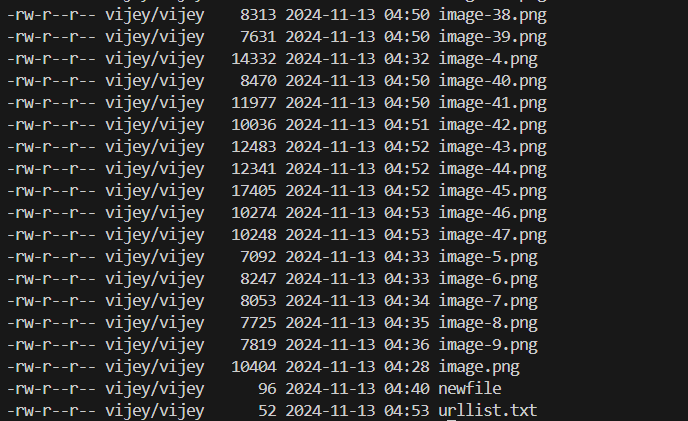 -rw-r--r-- vijey/vijey    8313 2024-11-13 04:50 image-38.png
-rw-r--r-- vijey/vijey    7631 2024-11-13 04:50 image-39.png
-rw-r--r-- vijey/vijey   14332 2024-11-13 04:32 image-4.png
-rw-r--r-- vijey/vijey    8470 2024-11-13 04:50 image-40.png
-rw-r--r-- vijey/vijey   11977 2024-11-13 04:50 image-41.png
-rw-r--r-- vijey/vijey   10036 2024-11-13 04:51 image-42.png
-rw-r--r-- vijey/vijey   12483 2024-11-13 04:52 image-43.png
-rw-r--r-- vijey/vijey   12341 2024-11-13 04:52 image-44.png
-rw-r--r-- vijey/vijey   17405 2024-11-13 04:52 image-45.png
-rw-r--r-- vijey/vijey   10274 2024-11-13 04:53 image-46.png
-rw-r--r-- vijey/vijey   10248 2024-11-13 04:53 image-47.png
-rw-r--r-- vijey/vijey    7092 2024-11-13 04:33 image-5.png
-rw-r--r-- vijey/vijey    8247 2024-11-13 04:33 image-6.png
-rw-r--r-- vijey/vijey    8053 2024-11-13 04:34 image-7.png
-rw-r--r-- vijey/vijey    7725 2024-11-13 04:35 image-8.png
-rw-r--r-- vijey/vijey    7819 2024-11-13 04:36 image-9.png
-rw-r--r-- vijey/vijey   10404 2024-11-13 04:28 image.png
-rw-r--r-- vijey/vijey      96 2024-11-13 04:40 newfile
-rw-r--r-- vijey/vijey      52 2024-11-13 04:53 urllist.txt